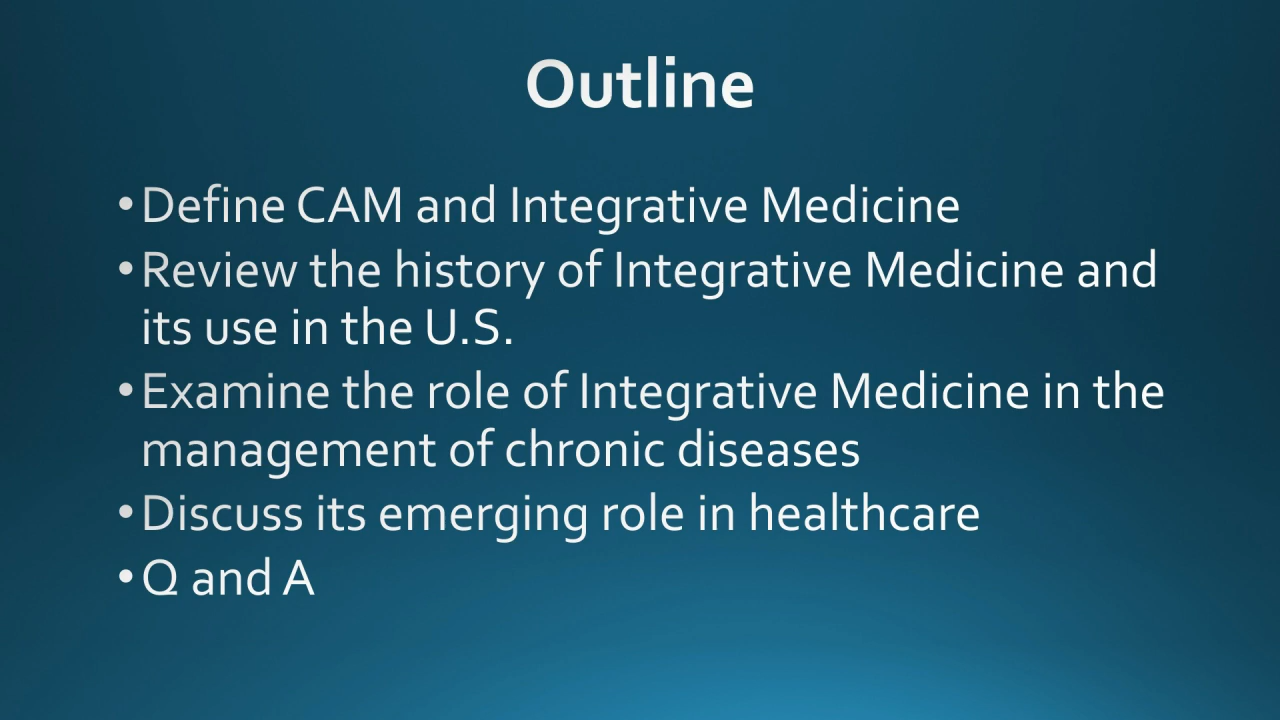 Outline
•Define CAM and Integrative Medicine
•Review the history of Integrative Medicine and
its use in the U.S.
•Examine the role of Integrative Medicine in the
management of chronic diseases
•Discuss its emerging role in healthcare
•Q and A